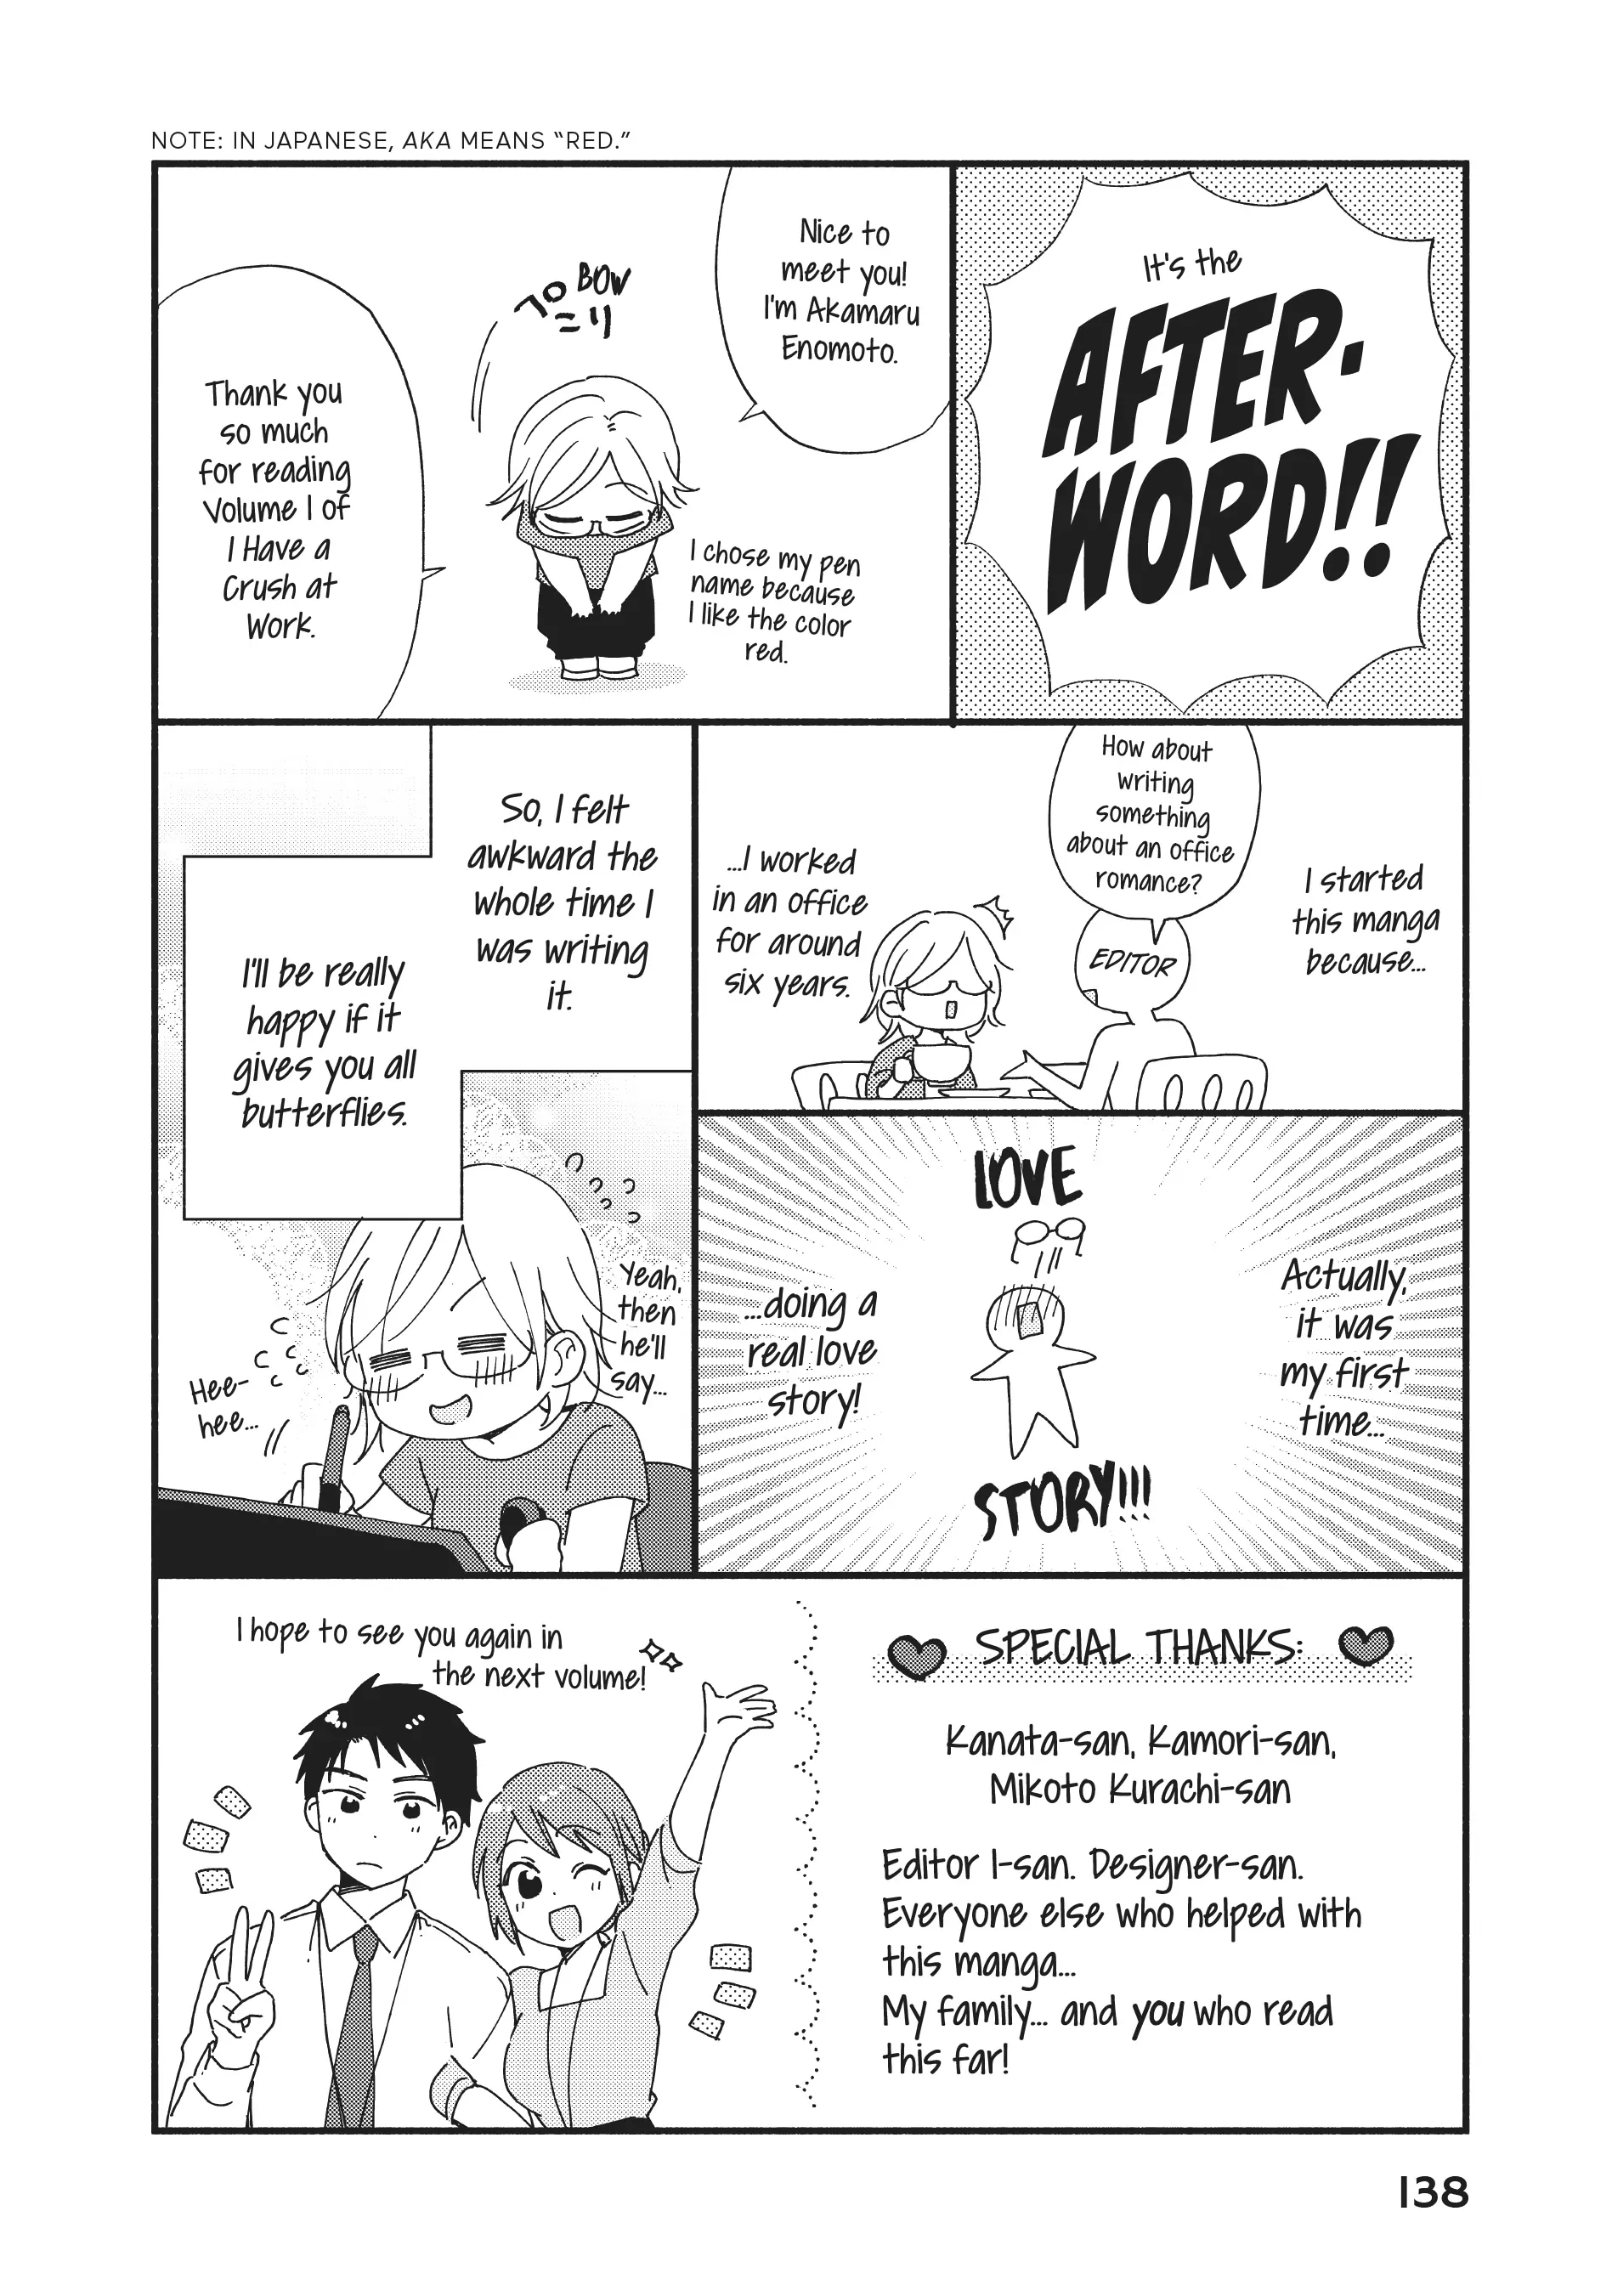 NOTE: IN JAPANESE, AKA MEANS “RED.”
It's the
AFTER-
WORD!!
Nice to
meet you!
I'm Akamaru
Enomoto.
TO BOW
ペコリ
I chose my pen
name because
I like the color
red.
Thank you
so much
for reading
Volume 1 of
I Have a
Crush at
Work.
I started
this manga
because...
How about
writing
something
about an office
romance?
EDITOR
...I worked
in an office
for around
six years.
Actually,
it was
my first
time...
LOVE
STORY!!!
...doing a
real love
story!
So, I felt
awkward the
whole time I
was writing
it.
I'll be really
happy if it
gives you all
butterflies.
Yeah,
then
he'll
say...
Hee-
hee...
SPECIAL THANKS:
Kanata-san, Kamori-san,
Mikoto Kurachi-san
Editor I-san. Designer-san.
Everyone else who helped with
this manga...
My family... and you who read
this far!
I hope to see you again in
the next volume!
138